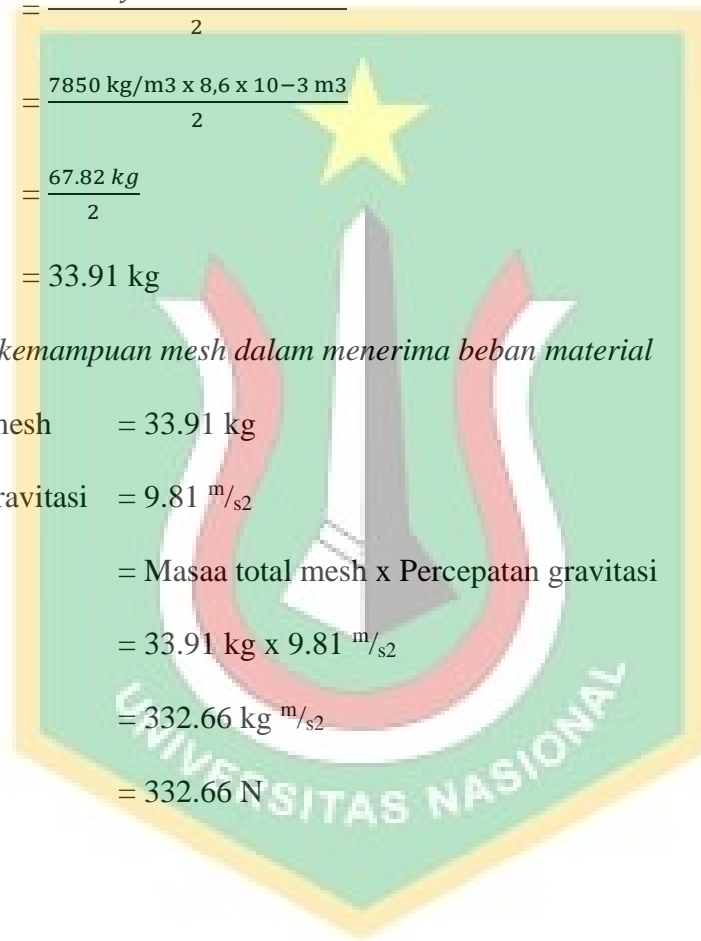 =
2
= 7850 kg/m3 x 8,6 x 10−3 m3
2
= 67.82 kg
2
= 33.91 kg
kemampuan mesh dalam menerima beban material
mesh = 33.91 kg
ravitasi = 9.81 m/s2
= Masaa total mesh x Percepatan gravitasi
= 33.91 kg x 9.81 m/s2
= 332.66 kg m/s2
= 332.66 N
UNIVERSITAS NASIONAL